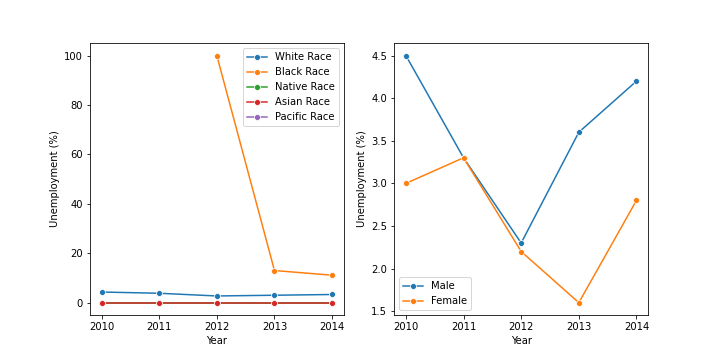 Unemployment (%)
100
80
60
40
20
0
2010 2011 2012 2013 2014
Year
White Race
Black Race
Native Race
Asian Race
Pacific Race
Unemployment (%)
4.5
4.0
3.5
3.0
2.5
2.0
1.5
2010 2011 2012 2013 2014
Year
Male
Female